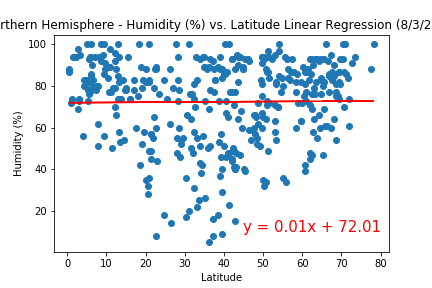 rthern Hemisphere - Humidity (%) vs. Latitude Linear Regression (8/3/2
100
80
60
40
20
Humidity (%)
y = 0.01x + 72.01
0 10 20 30 40 50 60 70 80
Latitude